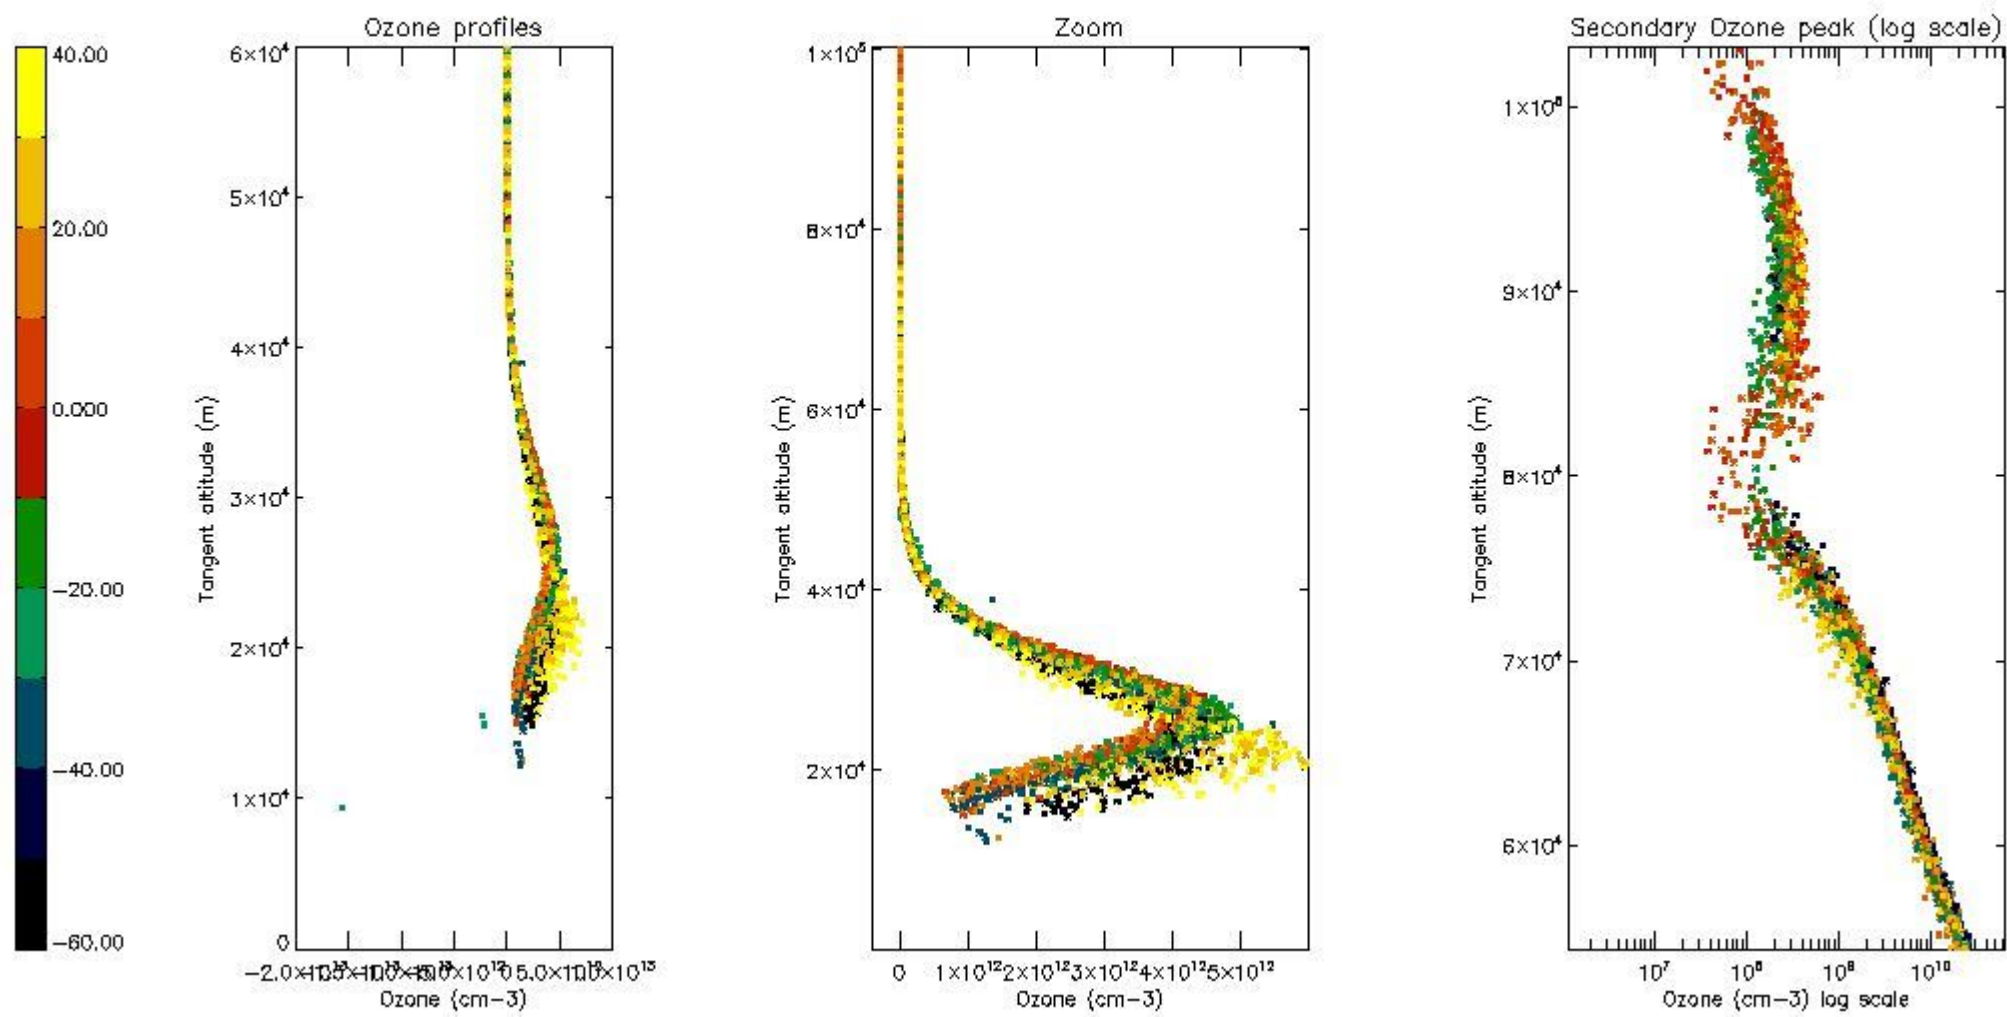 Ozone profiles
Zoom
Secondary Ozone peak (log scale)
40.00
20.00
0.000
−20.00
−40.00
−60.00
6×10⁴
5×10⁴
4×10⁴
3×10⁴
2×10⁴
1×10⁴
0
Tangent altitude (m)
Ozone (cm−3)
1×10⁵
8×10⁴
6×10⁴
4×10⁴
2×10⁴
Tangent altitude (m)
0 1×10¹² 2×10¹² 3×10¹² 4×10¹² 5×10¹²
Ozone (cm−3)
9×10⁴
8×10⁴
7×10⁴
6×10⁴
Tangent altitude (m)
10⁷ 10⁸ 10⁹ 10¹⁰
Ozone (cm−3) log scale